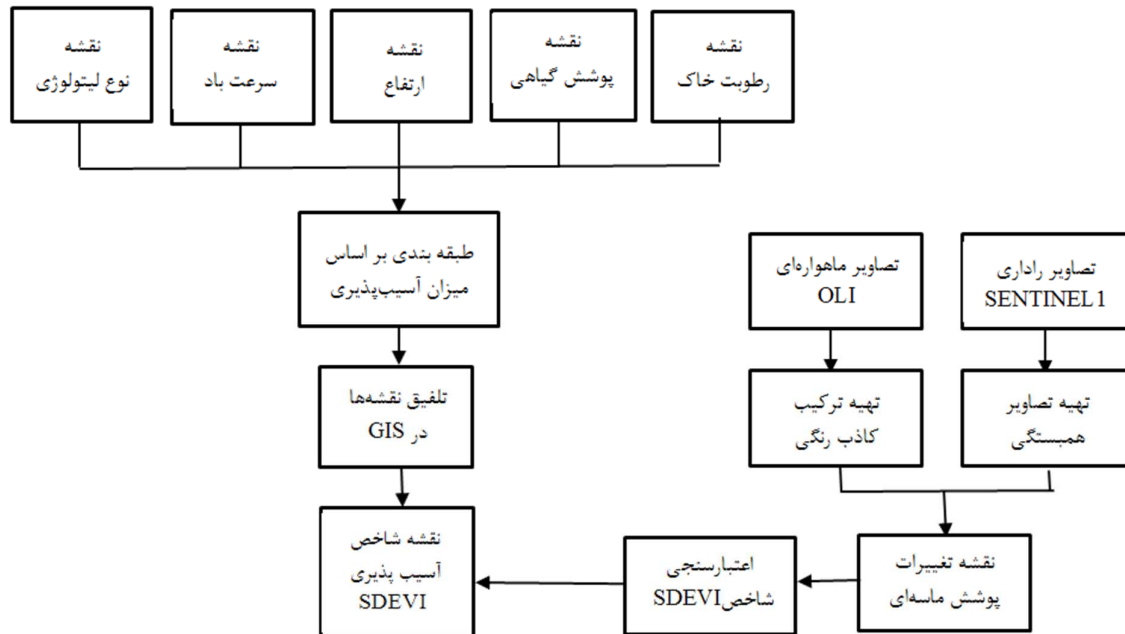 نقشه
رطوبت خاک
نقشه
پوشش گیاهی
نقشه
ارتفاع
نقشه
سرعت باد
نقشه
نوع لیتولوژی
طبقه بندی بر اساس
میزان آسیب‌پذیری
تلفیق نقشه‌ها
در GIS
تصاویر راداری
SENTINEL1
تصاویر ماهواره‌ای
OLI
تهیه تصاویر
همبستگی
تهیه ترکیب
کاذب رنگی
نقشه تغییرات
پوشش ماسه‌ای
اعتبارسنجی
شاخصSDEVI
نقشه شاخص
آسیب پذیری
SDEVI